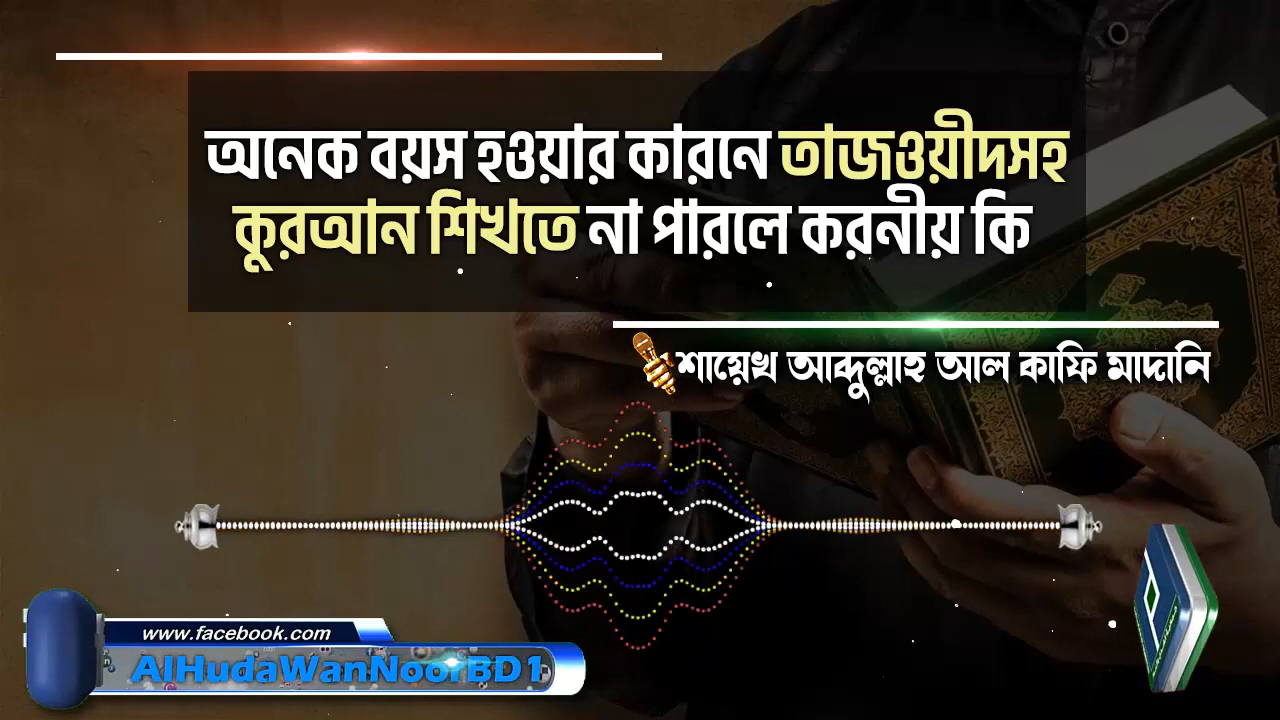 অনেক বয়স হওয়ার কারনে তাজওয়ীদসহ
কুরআন শিখতে না পারলে করনীয় কি
শায়েখ আব্দুল্লাহ আল কাফি মাদানি
www.facebook.com
AlHudaWanNoorBD1